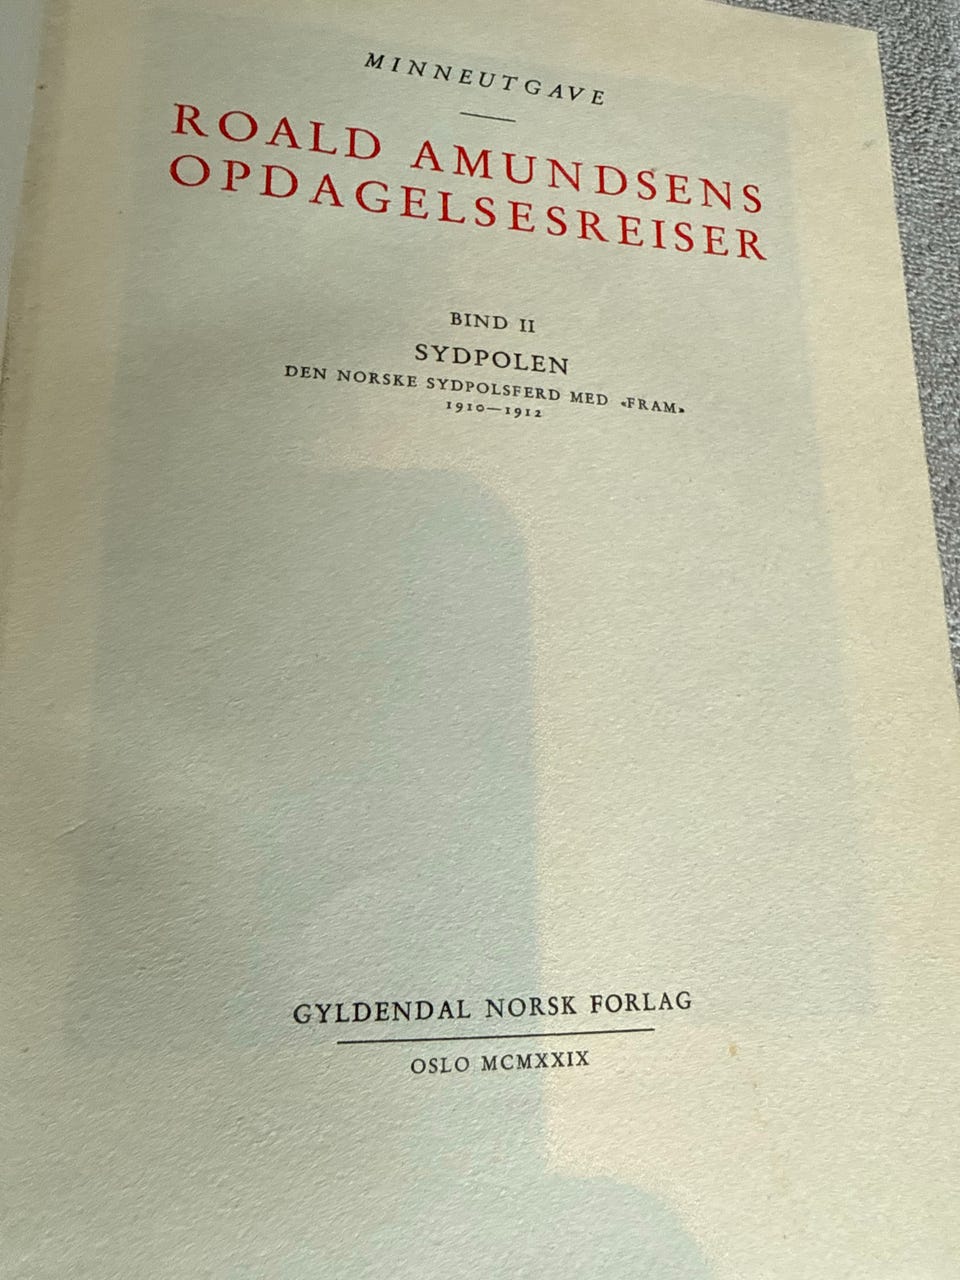 MINNEUTGAVE
ROALD AMUNDSENS
OPDAGELSESREISER
BIND II
SYDPOLEN
DEN NORSKE SYDPOLSFERD MED «FRAM»
1910—1912
GYLDENDAL NORSK FORLAG
OSLO MCMXXIX